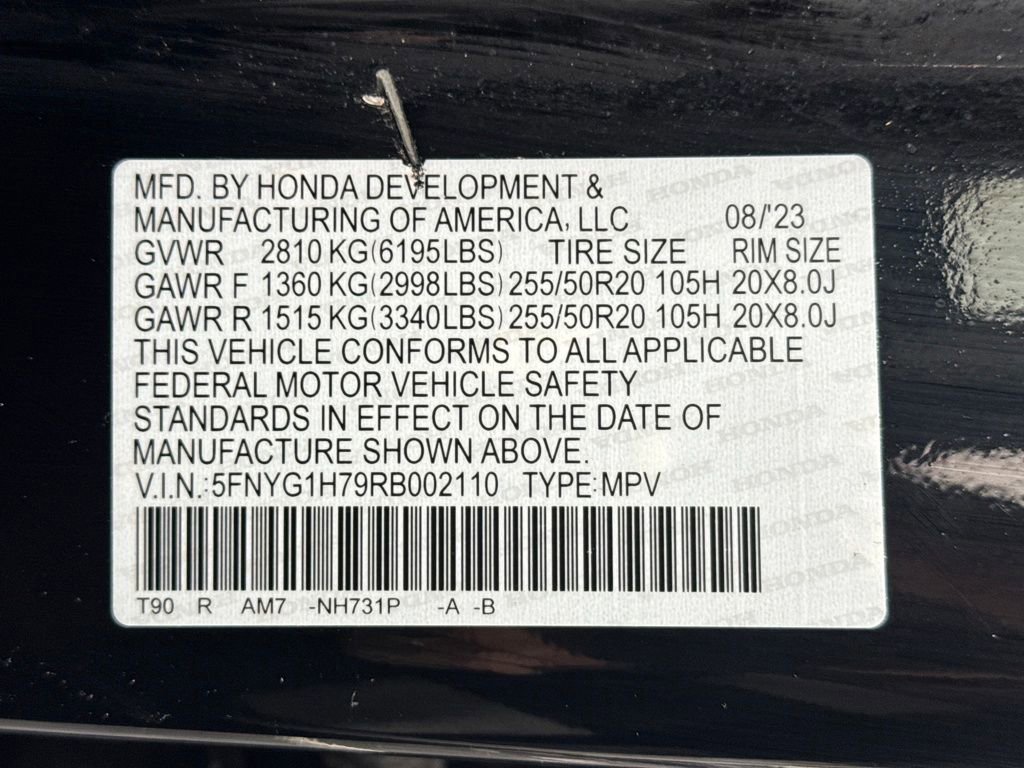 MFD. BY HONDA DEVELOPMENT &
MANUFACTURING OF AMERICA, LLC 08/'23
GVWR 2810 KG(6195LBS) TIRE SIZE RIM SIZE
GAWR F 1360 KG(2998LBS) 255/50R20 105H 20X8.0J
GAWR R 1515 KG(3340LBS) 255/50R20 105H 20X8.0J
THIS VEHICLE CONFORMS TO ALL APPLICABLE
FEDERAL MOTOR VEHICLE SAFETY
STANDARDS IN EFFECT ON THE DATE OF
MANUFACTURE SHOWN ABOVE.
V.I.N.:5FNYG1H79RB002110 TYPE:MPV
T90 R AM7 -NH731P -A -B